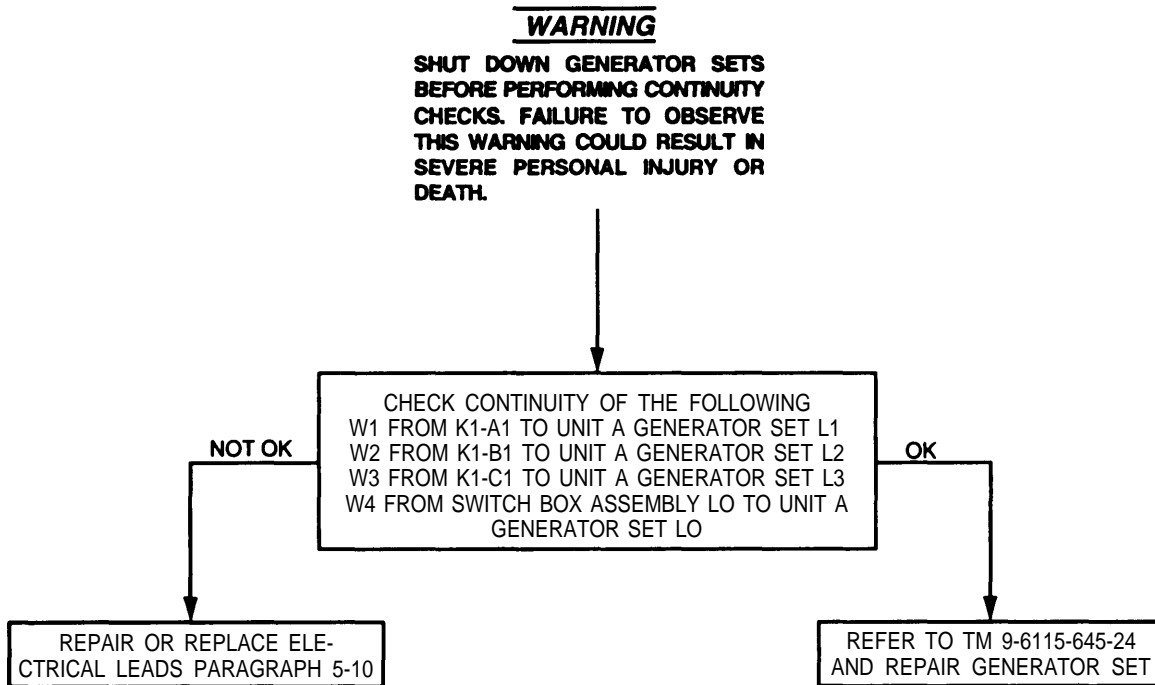 WARNING
SHUT DOWN GENERATOR SETS
BEFORE PERFORMING CONTINUITY
CHECKS. FAILURE TO OBSERVE
THIS WARNING COULD RESULT IN
SEVERE PERSONAL INJURY OR
DEATH.
CHECK CONTINUITY OF THE FOLLOWING
W1 FROM K1-A1 TO UNIT A GENERATOR SET L1
W2 FROM K1-B1 TO UNIT A GENERATOR SET L2
W3 FROM K1-C1 TO UNIT A GENERATOR SET L3
W4 FROM SWITCH BOX ASSEMBLY LO TO UNIT A
GENERATOR SET LO
NOT OK
OK
REPAIR OR REPLACE ELE-
CTRICAL LEADS PARAGRAPH 5-10
REFER TO TM 9-6115-645-24
AND REPAIR GENERATOR SET